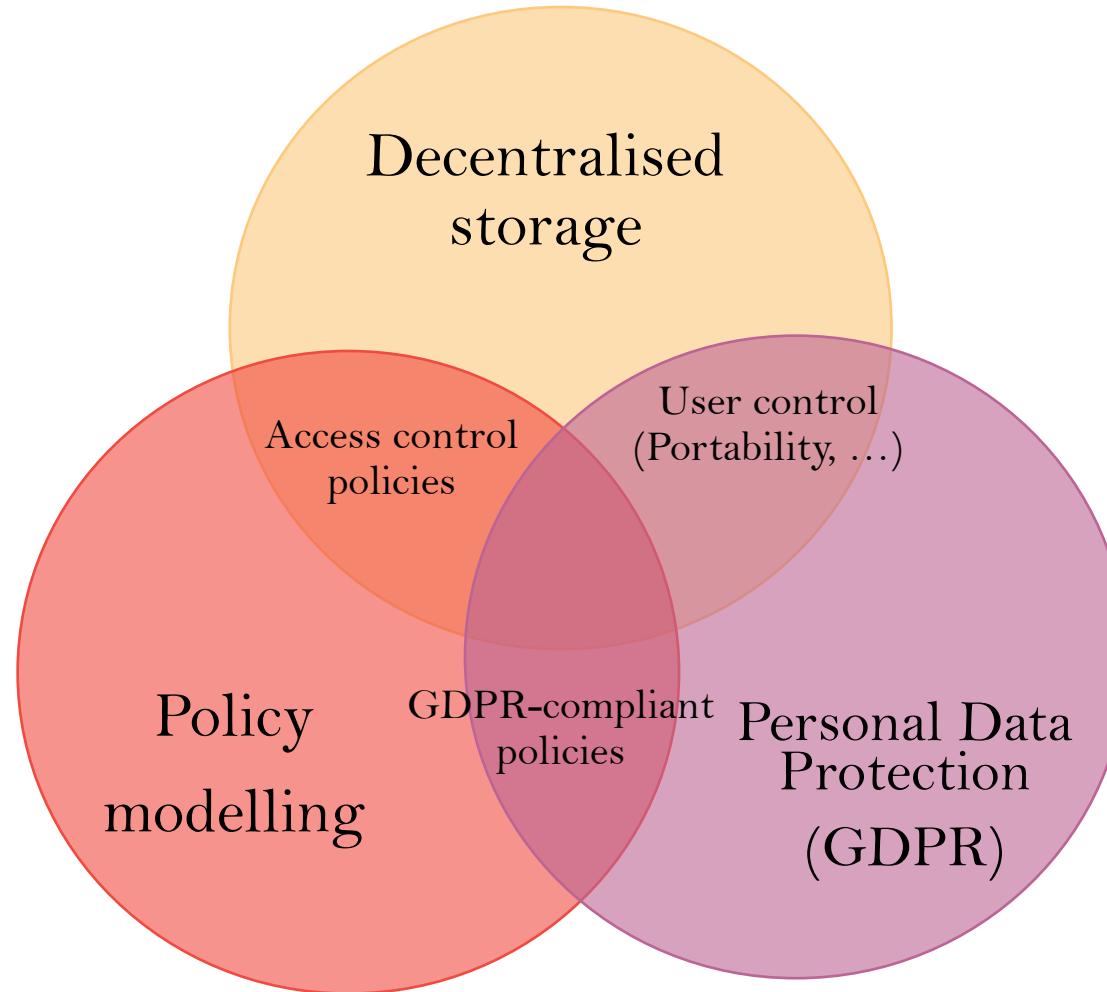 Decentralised
storage
User control
(Portability, …)
Access control
policies
GDPR-compliant
policies
Policy
modelling
Personal Data
Protection
(GDPR)